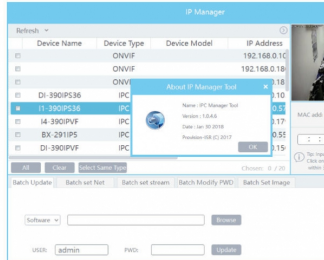 IP Manager
Refresh
Device Name Device Type Device Model IP Address
ONVIF 192.168.0.10
ONVIF 192.168.0.18
DI-390IPS36 IPC
I1-390IPS36 IPC
I4-390IPVF IPC
BX-291IP5 IPC
DI-390IPVF IPC
About IP Manager Tool
Name : IPC Manager Tool
Version : 1.0.4.6
Date : Jan 30 2018
Provision-ISR (C) 2017
OK
MAC addr
All Clear Select Same Type Chosen: 0 / 20
Batch Update Batch set Net Batch set stream Batch Modify PWD Batch Set Image
Software Browse
USER: admin PWD: Update